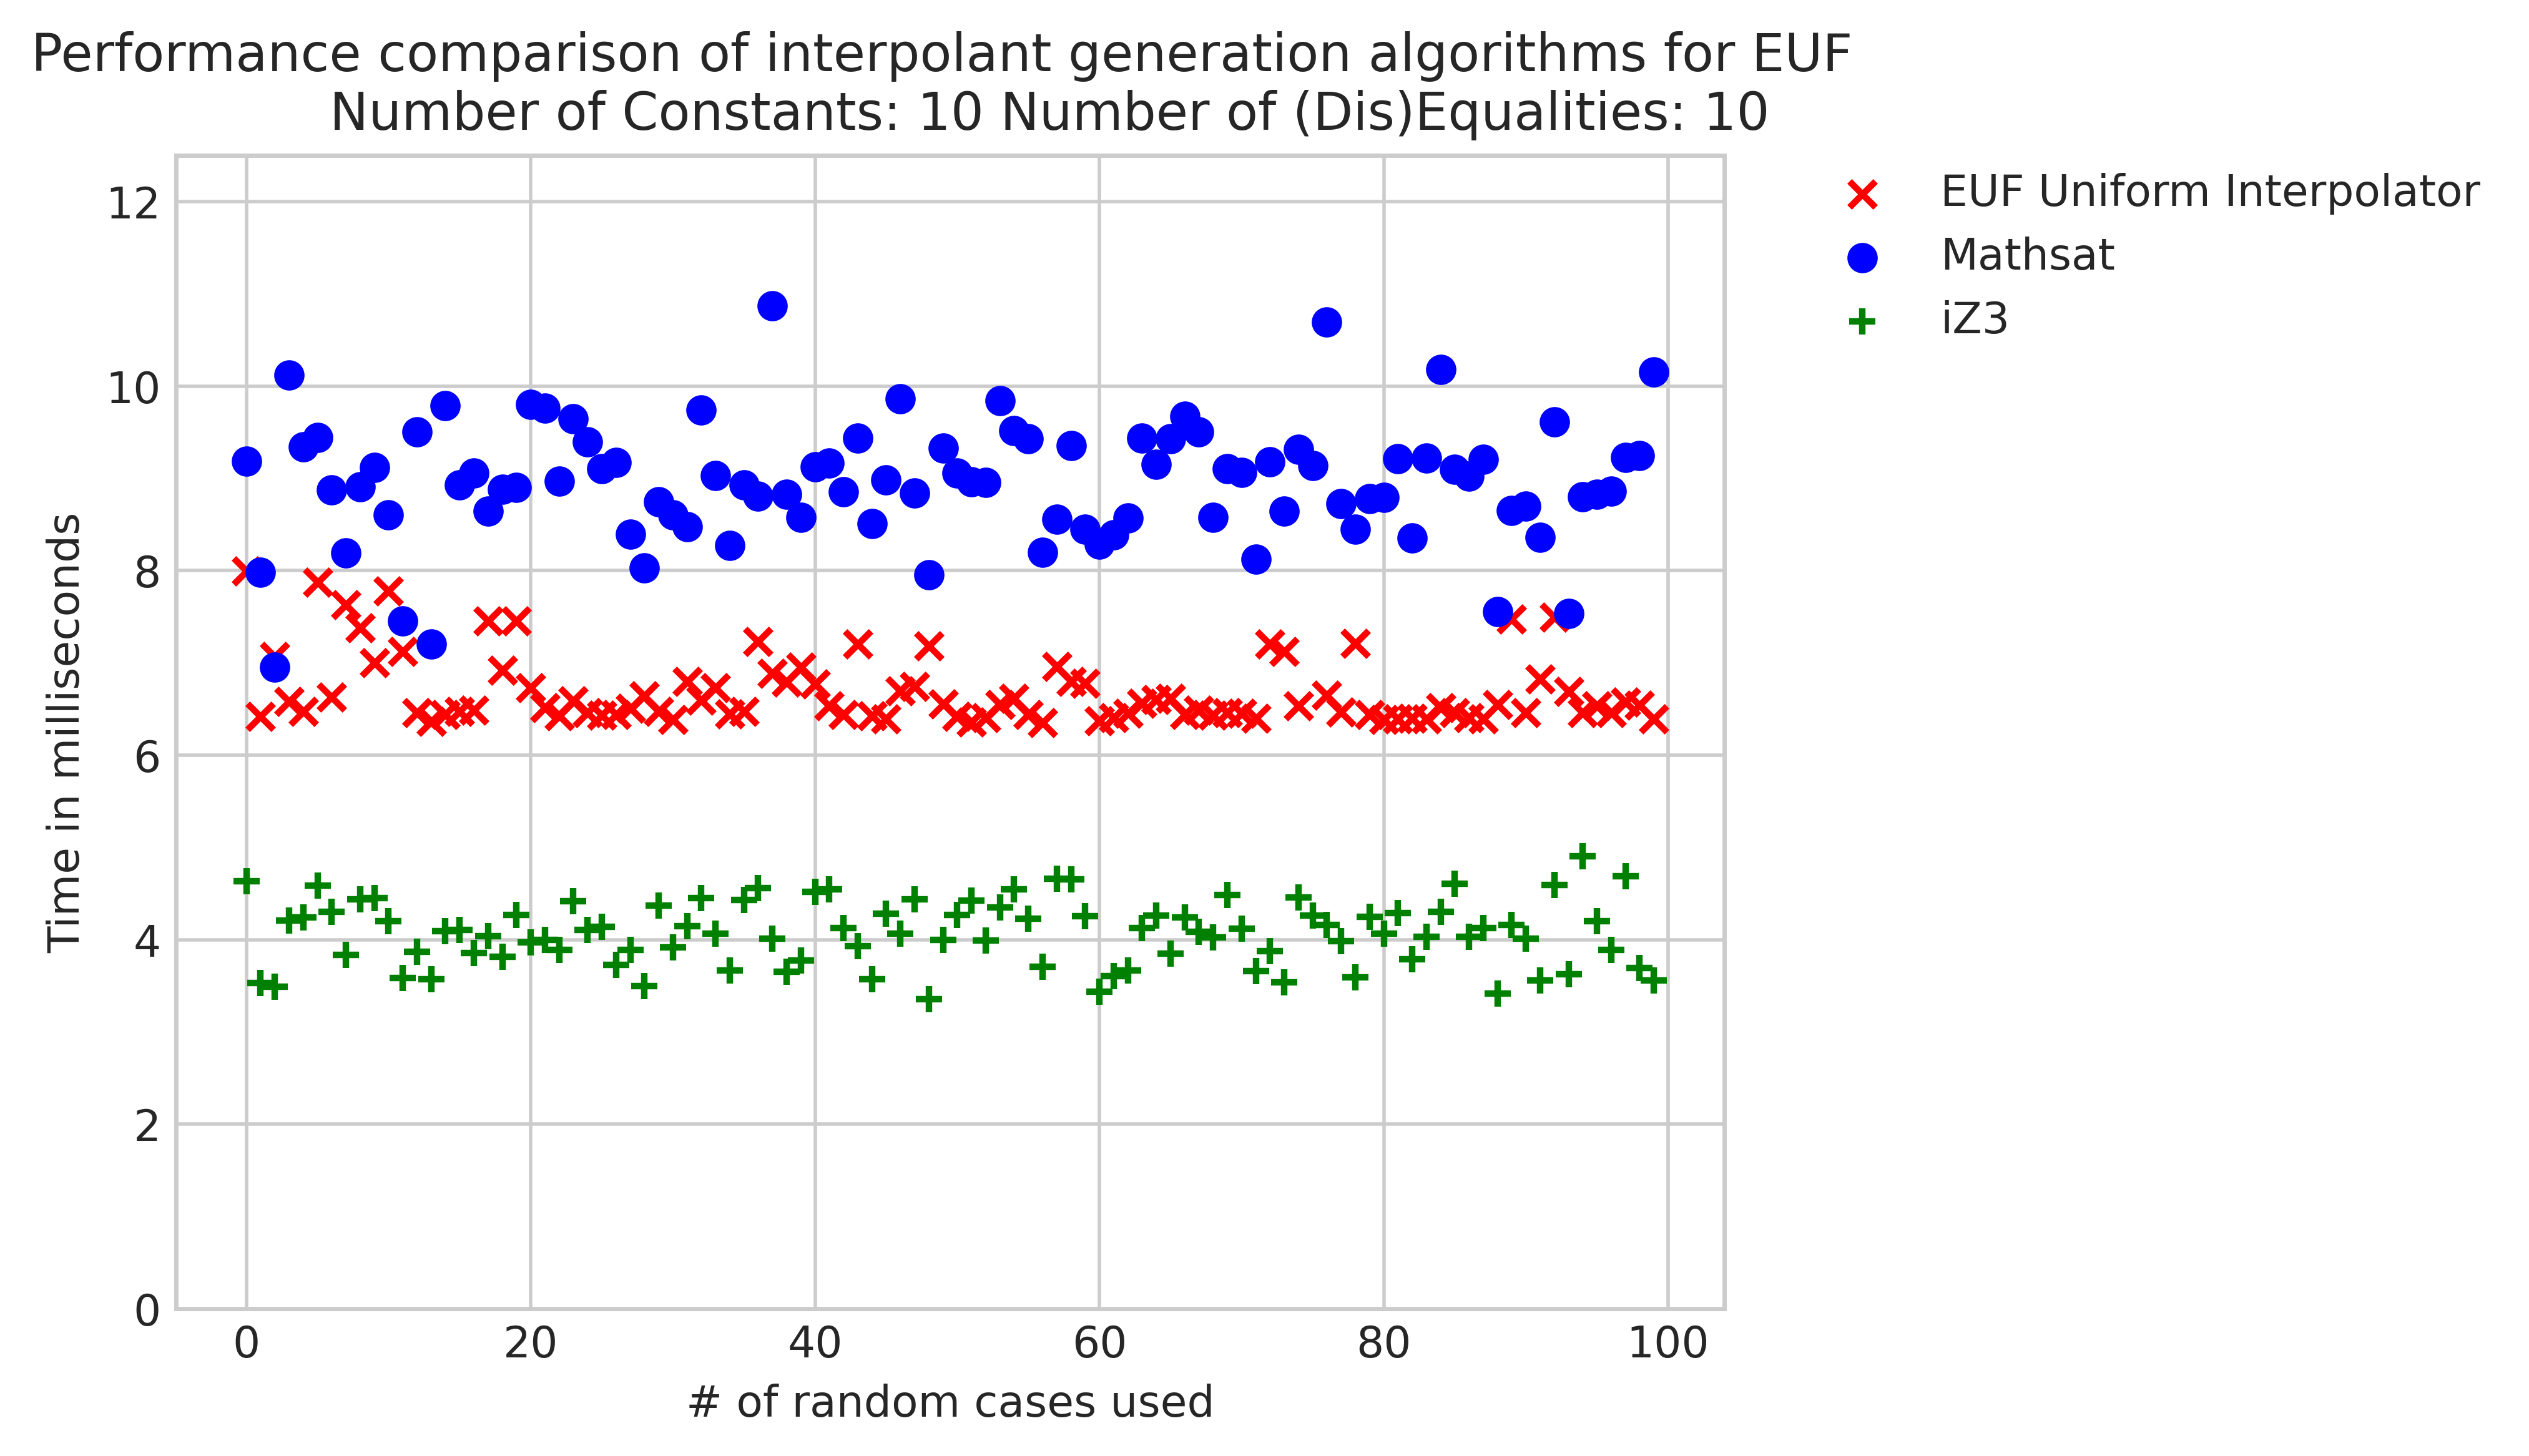 Performance comparison of interpolant generation algorithms for EUF
Number of Constants: 10 Number of (Dis)Equalities: 10
EUF Uniform Interpolator
Mathsat
iZ3
Time in milliseconds
12
10
8
6
4
2
0
0 20 40 60 80 100
# of random cases used